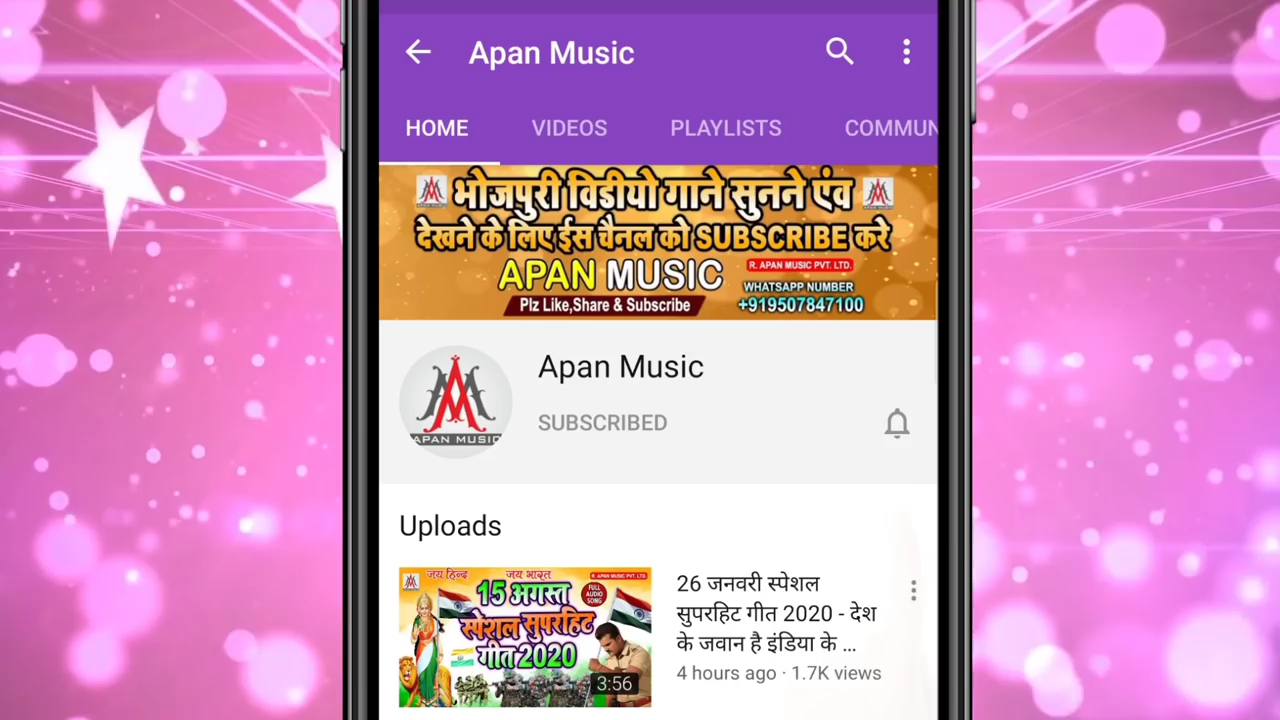 Apan Music
HOME VIDEOS PLAYLISTS COMMUN
भोजपुरी विडीयो गाने सुनने एंव
देखने के लिए ईस चैनल को SUBSCRIBE करे
APAN MUSIC
R. APAN MUSIC PVT. LTD.
WHATSAPP NUMBER
+919507847100
Plz Like,Share & Subscribe
Apan Music
SUBSCRIBED
APAN MUSIC
Uploads
जय हिन्द जय भारत
R. APAN MUSIC PVT. LTD.
15 अगस्त
FULL
AUDIO
SONG
स्पेशल सुपरहिट
गीत 2020
3:56
26 जनवरी स्पेशल
सुपरहिट गीत 2020 - देश
के जवान है इंडिया के ...
4 hours ago · 1.7K views